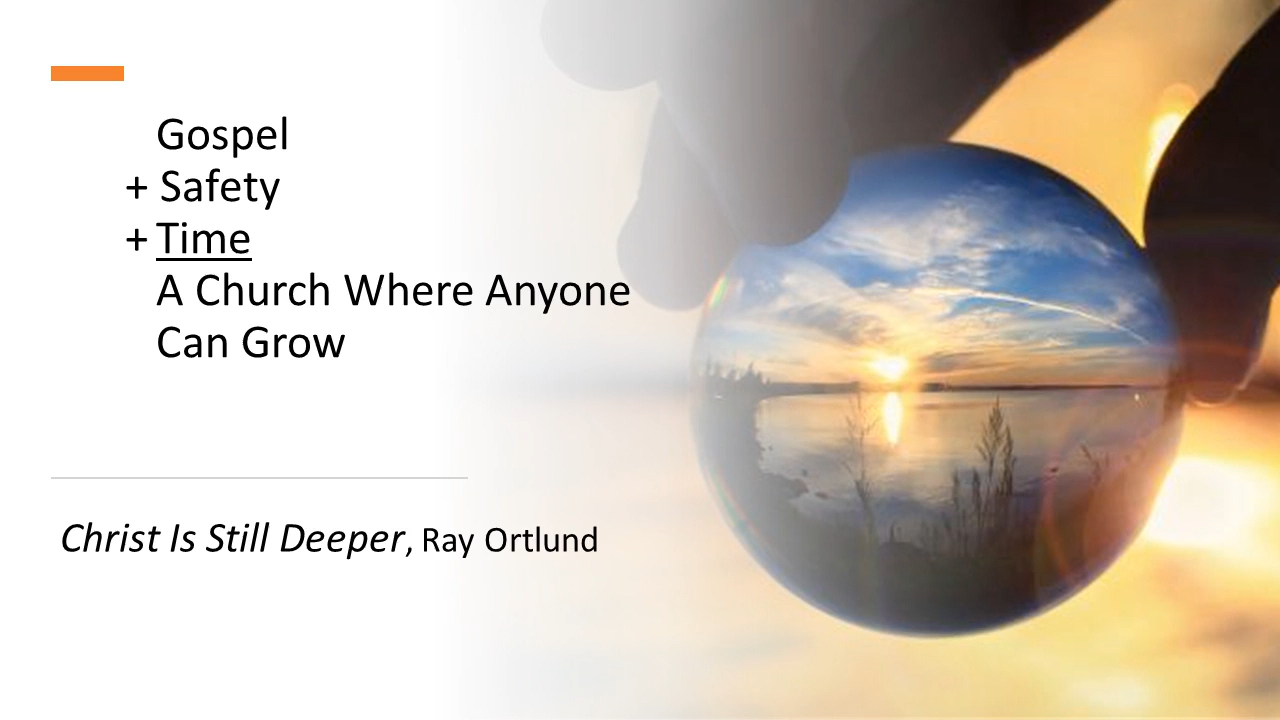 Gospel
+ Safety
+ Time
A Church Where Anyone
Can Grow
Christ Is Still Deeper, Ray Ortlund